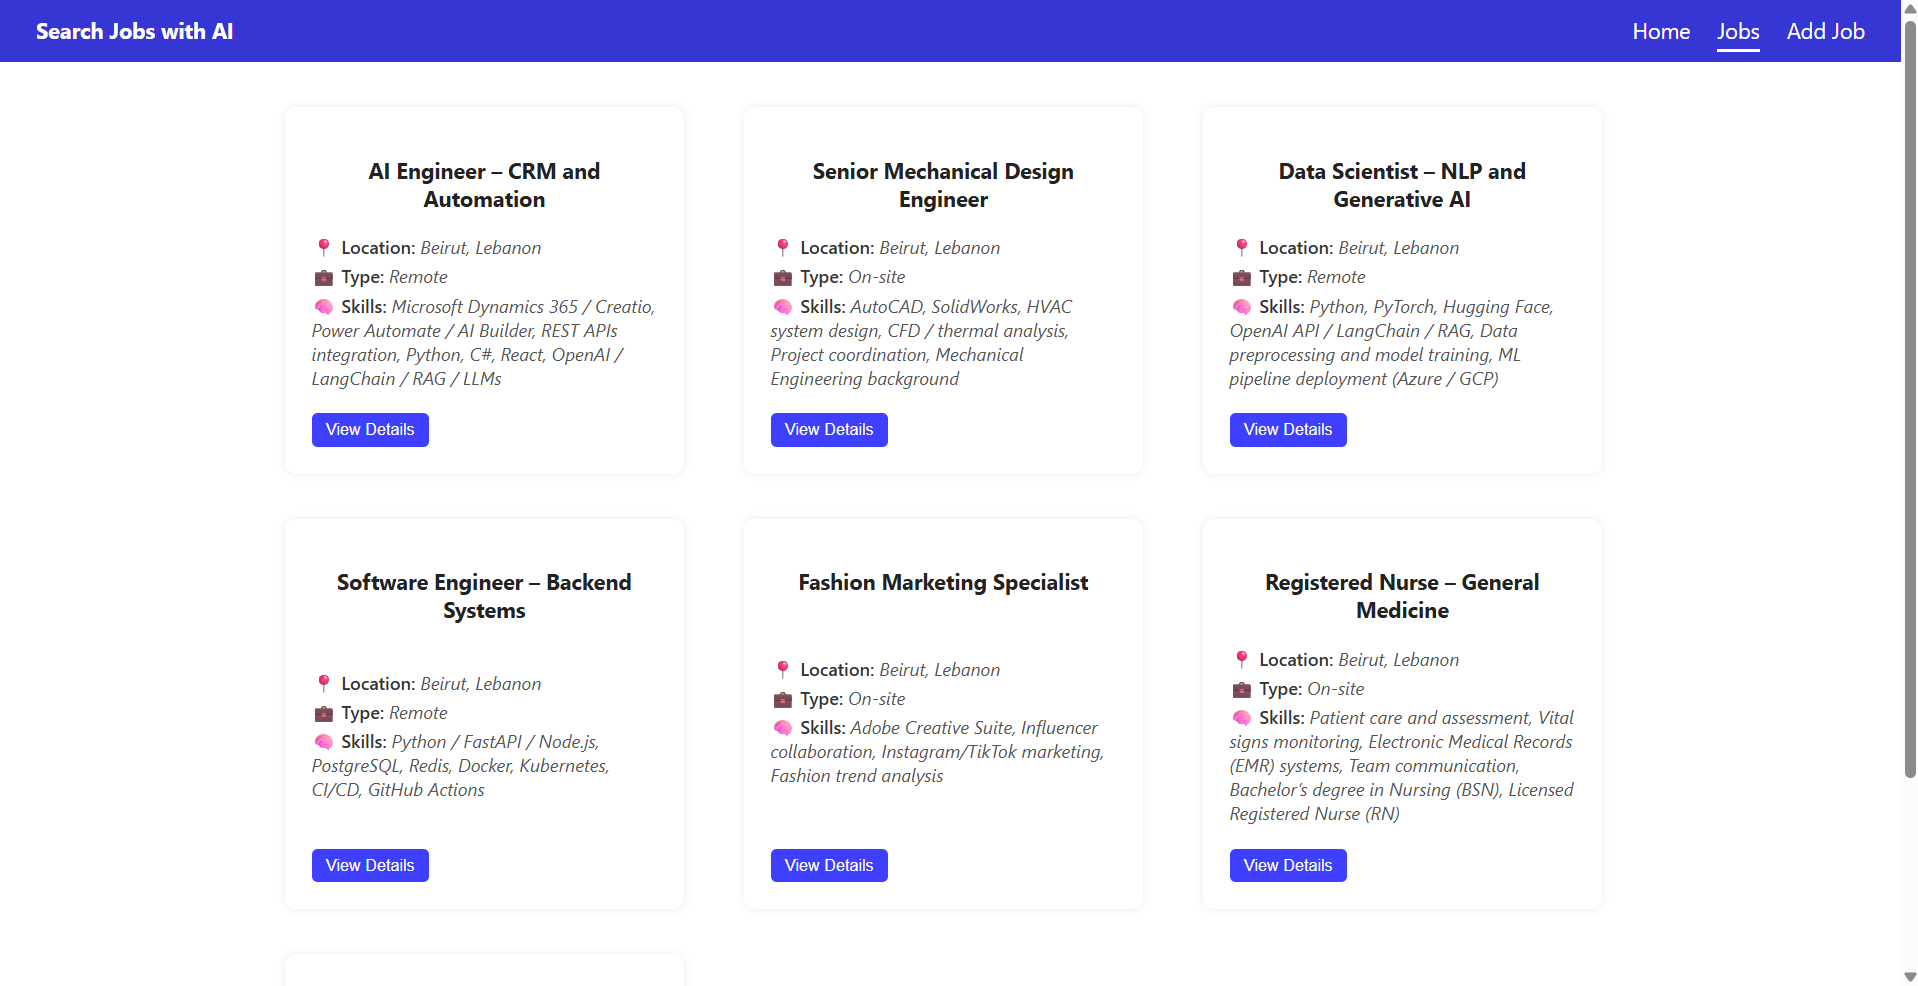 Search Jobs with AI
Home
Jobs
Add Job
AI Engineer – CRM and
Automation
Location: Beirut, Lebanon
Type: Remote
Skills: Microsoft Dynamics 365 / Creatio,
Power Automate / AI Builder, REST APIs
integration, Python, C#, React, OpenAI /
LangChain / RAG / LLMs
View Details
Senior Mechanical Design
Engineer
Location: Beirut, Lebanon
Type: On-site
Skills: AutoCAD, SolidWorks, HVAC
system design, CFD / thermal analysis,
Project coordination, Mechanical
Engineering background
View Details
Data Scientist – NLP and
Generative AI
Location: Beirut, Lebanon
Type: Remote
Skills: Python, PyTorch, Hugging Face,
OpenAI API / LangChain / RAG, Data
preprocessing and model training, ML
pipeline deployment (Azure / GCP)
View Details
Software Engineer – Backend
Systems
Location: Beirut, Lebanon
Type: Remote
Skills: Python / FastAPI / Node.js,
PostgreSQL, Redis, Docker, Kubernetes,
CI/CD, GitHub Actions
View Details
Fashion Marketing Specialist
Location: Beirut, Lebanon
Type: On-site
Skills: Adobe Creative Suite, Influencer
collaboration, Instagram/TikTok marketing,
Fashion trend analysis
View Details
Registered Nurse – General
Medicine
Location: Beirut, Lebanon
Type: On-site
Skills: Patient care and assessment, Vital
signs monitoring, Electronic Medical Records
(EMR) systems, Team communication,
Bachelor’s degree in Nursing (BSN), Licensed
Registered Nurse (RN)
View Details